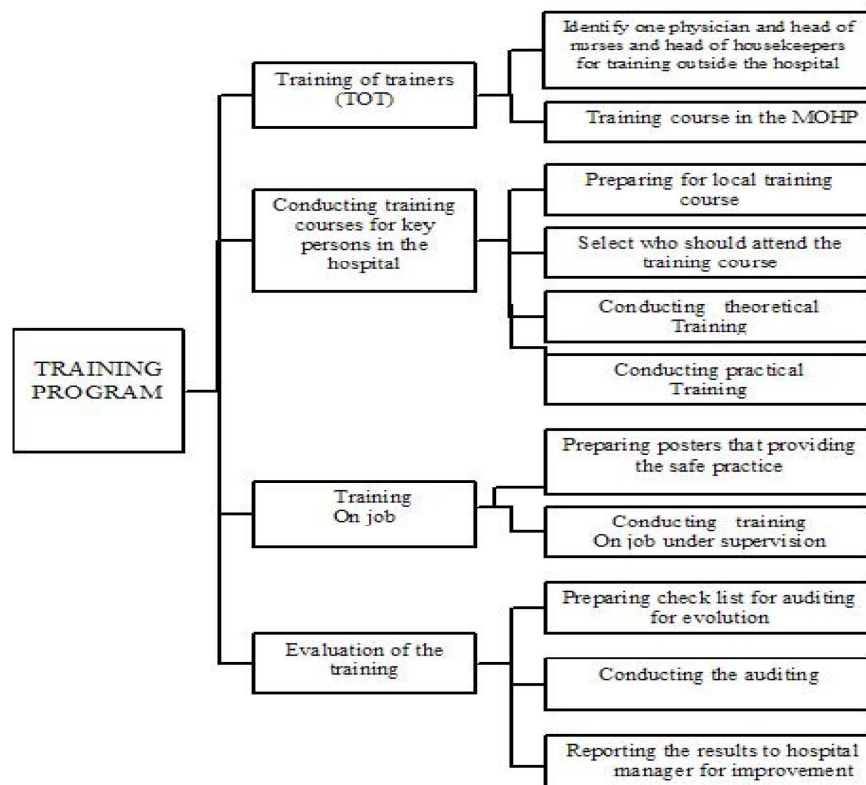 TRAINING
PROGRAM
Training of trainers
(TOT)
Identify one physician and head of
nurses and head of housekeepers
for training outside the hospital
Training course in the MOHP
Conducting training
courses for key
persons in the
hospital
Preparing for local training
course
Select who should attend the
training course
Conducting theoretical
Training
Conducting practical
Training
Training
On job
Preparing posters that providing
the safe practice
Conducting training
On job under supervision
Evaluation of the
training
Preparing check list for auditing
for evolution
Conducting the auditing
Reporting the results to hospital
manager for improvement